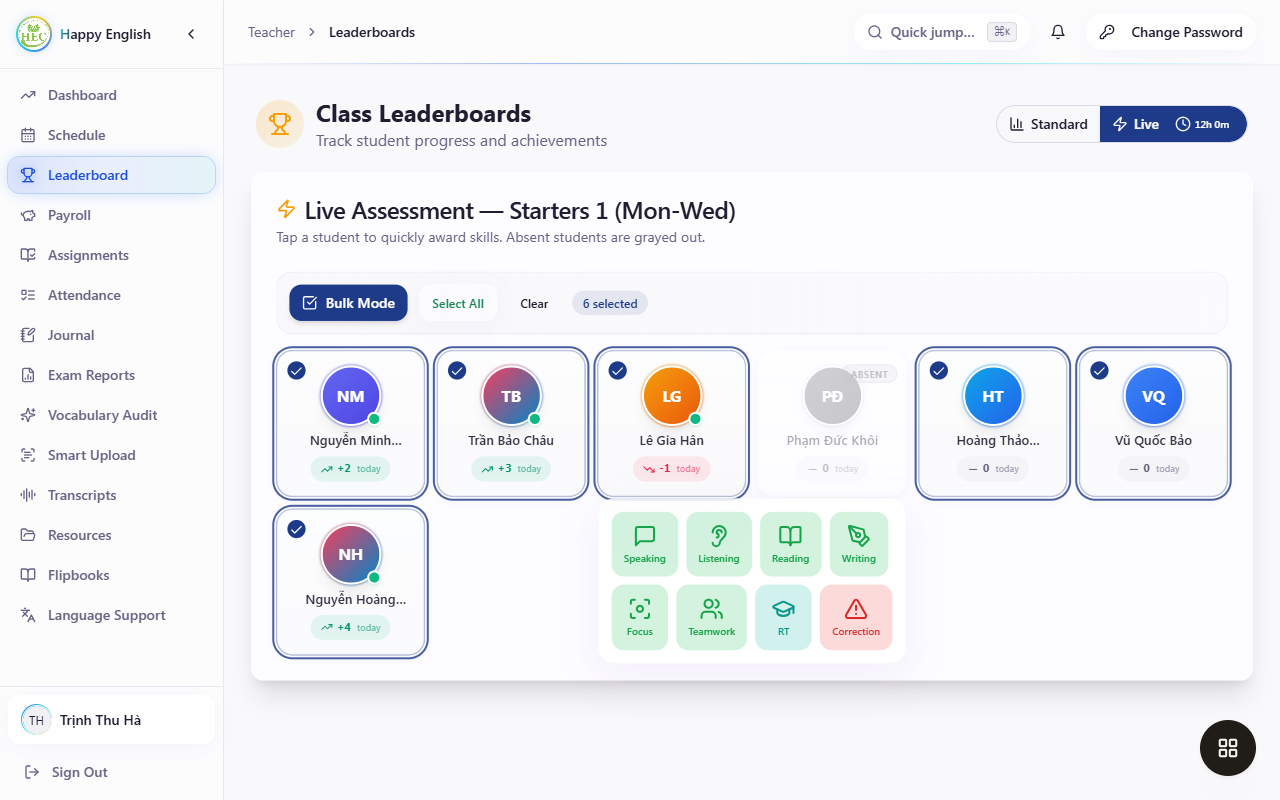 HEC
Happy English
Teacher
Leaderboards
Quick jump...
⌘K
Change Password
Dashboard
Schedule
Leaderboard
Payroll
Assignments
Attendance
Journal
Exam Reports
Vocabulary Audit
Smart Upload
Transcripts
Resources
Flipbooks
Language Support
TH
Trịnh Thu Hà
Sign Out
Class Leaderboards
Track student progress and achievements
Standard
Live
12h 0m
Live Assessment — Starters 1 (Mon-Wed)
Tap a student to quickly award skills. Absent students are grayed out.
Bulk Mode
Select All
Clear
6 selected
NM
Nguyễn Minh...
+2 today
TB
Trần Bảo Châu
+3 today
LG
Lê Gia Hân
-1 today
ABSENT
PĐ
Phạm Đức Khôi
0 today
HT
Hoàng Thảo...
0 today
VQ
Vũ Quốc Bảo
0 today
NH
Nguyễn Hoàng...
+4 today
Speaking
Listening
Reading
Writing
Focus
Teamwork
RT
Correction